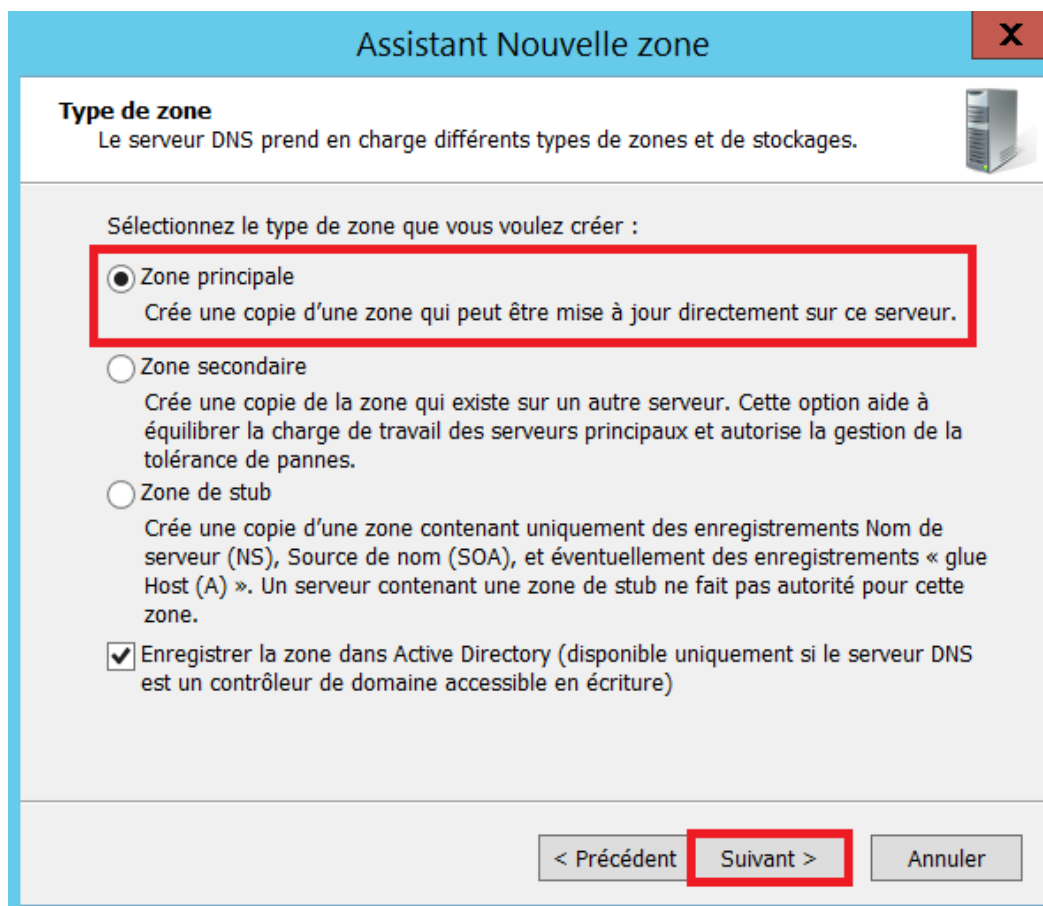 Assistant Nouvelle zone
X
Type de zone
Le serveur DNS prend en charge différents types de zones et de stockages.
Sélectionnez le type de zone que vous voulez créer :
Zone principale
Crée une copie d'une zone qui peut être mise à jour directement sur ce serveur.
Zone secondaire
Crée une copie de la zone qui existe sur un autre serveur. Cette option aide à
équilibrer la charge de travail des serveurs principaux et autorise la gestion de la
tolérance de pannes.
Zone de stub
Crée une copie d'une zone contenant uniquement des enregistrements Nom de
serveur (NS), Source de nom (SOA), et éventuellement des enregistrements « glue
Host (A) ». Un serveur contenant une zone de stub ne fait pas autorité pour cette
zone.
Enregistrer la zone dans Active Directory (disponible uniquement si le serveur DNS
est un contrôleur de domaine accessible en écriture)
< Précédent Suivant > Annuler